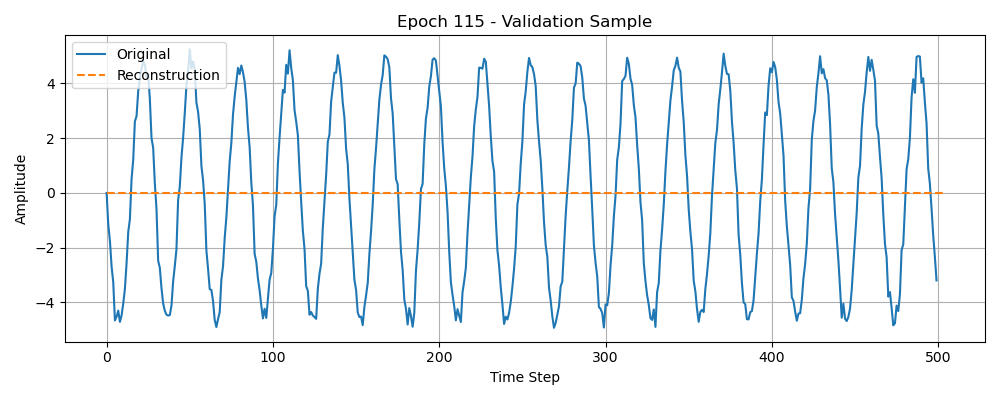 Epoch 115 - Validation Sample
Original
Reconstruction
Amplitude
4
2
0
−2
−4
0 100 200 300 400 500
Time Step